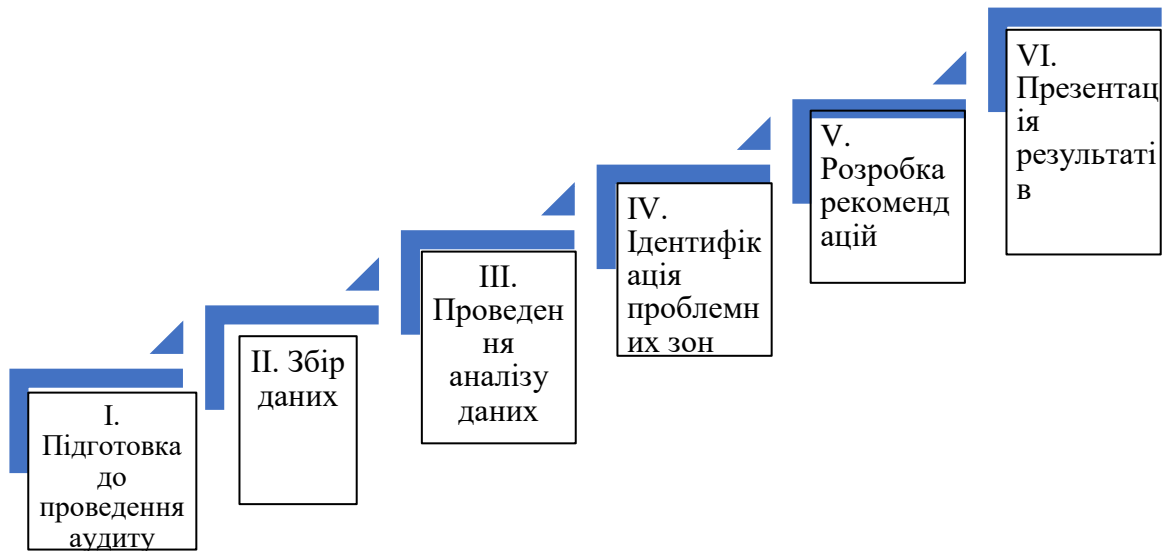 I.
Підготовка
до
проведення
аудиту
II. Збір
даних
III.
Проведен
ня
аналізу
даних
IV.
Ідентифік
ація
проблемн
их зон
V.
Розробка
рекоменд
ацій
VI.
Презентац
ія
результаті
в